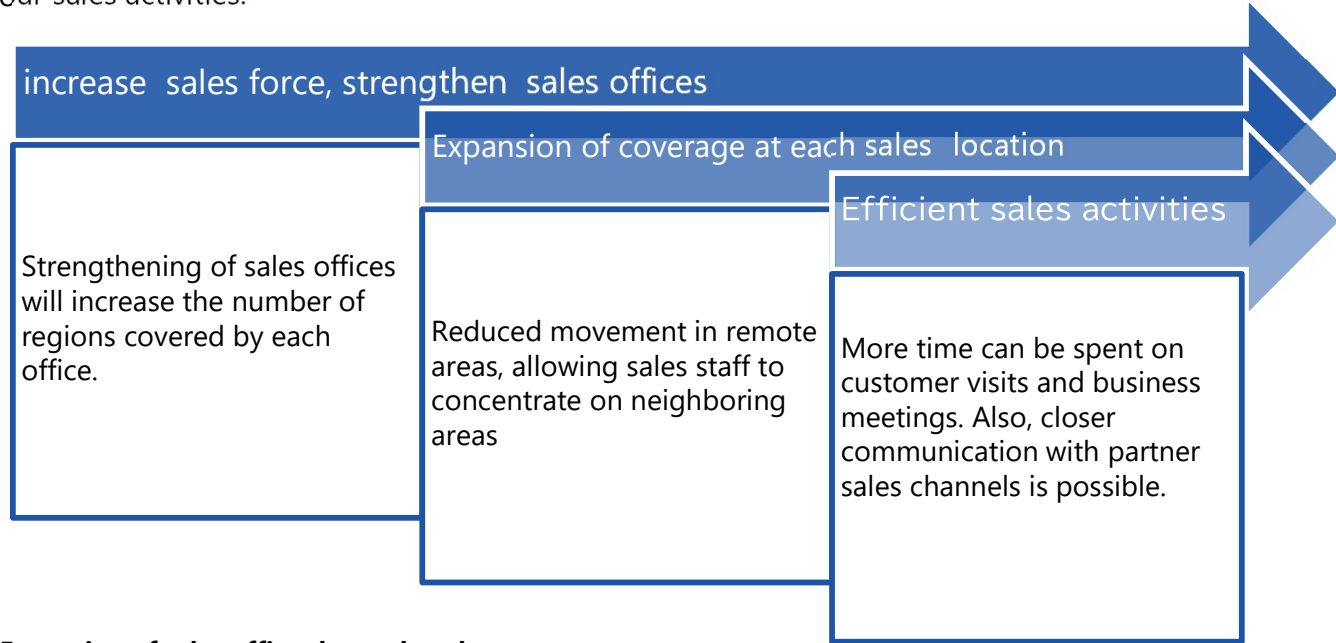 our sales activities.
increase sales force, strengthen sales offices
Expansion of coverage at each sales location
Efficient sales activities
Strengthening of sales offices
will increase the number of
regions covered by each
office.
Reduced movement in remote
areas, allowing sales staff to
concentrate on neighboring
areas
More time can be spent on
customer visits and business
meetings. Also, closer
communication with partner
sales channels is possible.